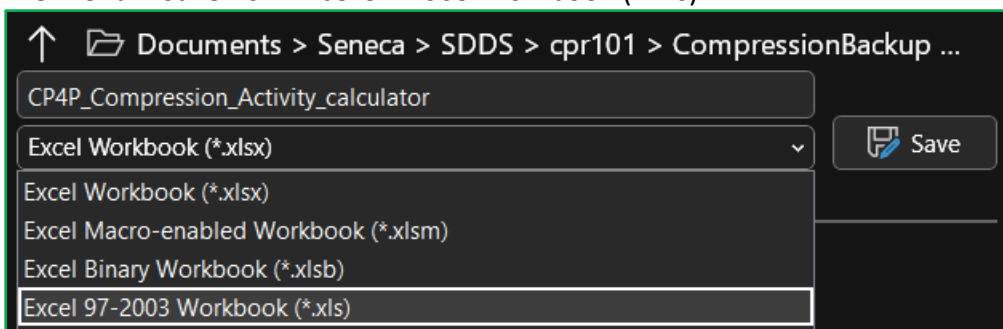 ↑ Documents > Seneca > SDDS > cpr101 > CompressionBackup ...
CP4P_Compression_Activity_calculator
Excel Workbook (*.xlsx)
Save
Excel Workbook (*.xlsx)
Excel Macro-enabled Workbook (*.xlsm)
Excel Binary Workbook (*.xlsb)
Excel 97-2003 Workbook (*.xls)